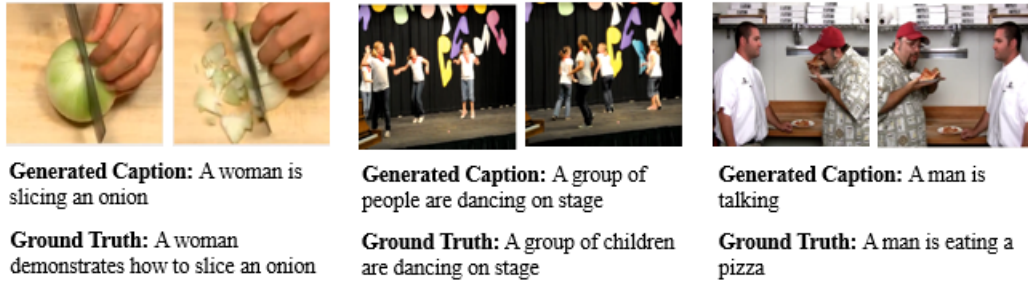 Generated Caption: A woman is
slicing an onion
Ground Truth: A woman
demonstrates how to slice an onion
Generated Caption: A group of
people are dancing on stage
Ground Truth: A group of children
are dancing on stage
Generated Caption: A man is
talking
Ground Truth: A man is eating a
pizza